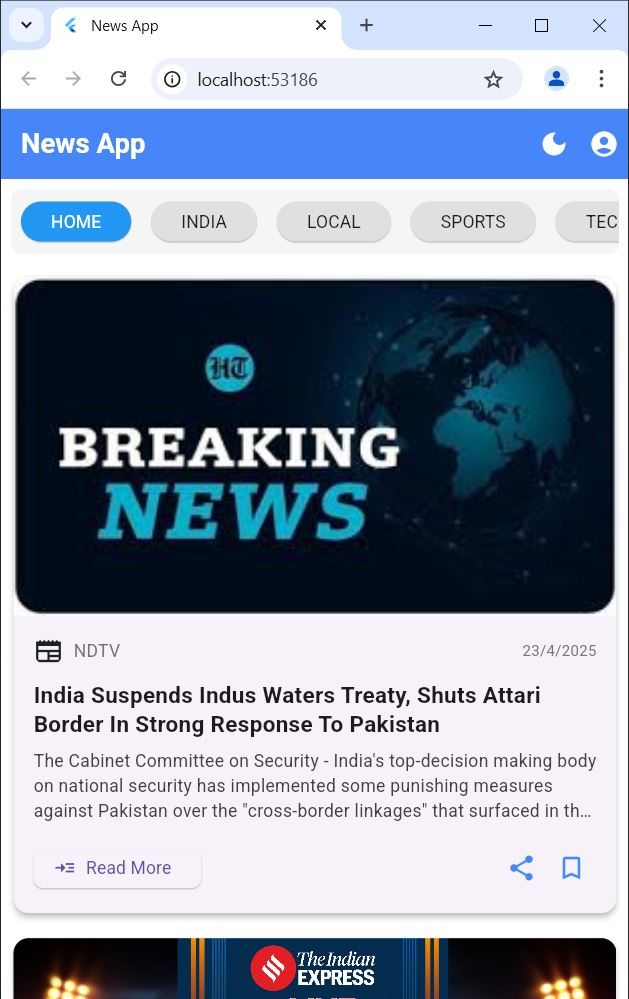 News App
localhost:53186
News App
HOME INDIA LOCAL SPORTS TEC
HT
BREAKING
NEWS
NDTV 23/4/2025
India Suspends Indus Waters Treaty, Shuts Attari
Border In Strong Response To Pakistan
The Cabinet Committee on Security - India's top-decision making body
on national security has implemented some punishing measures
against Pakistan over the "cross-border linkages" that surfaced in th…
Read More
The Indian
EXPRESS